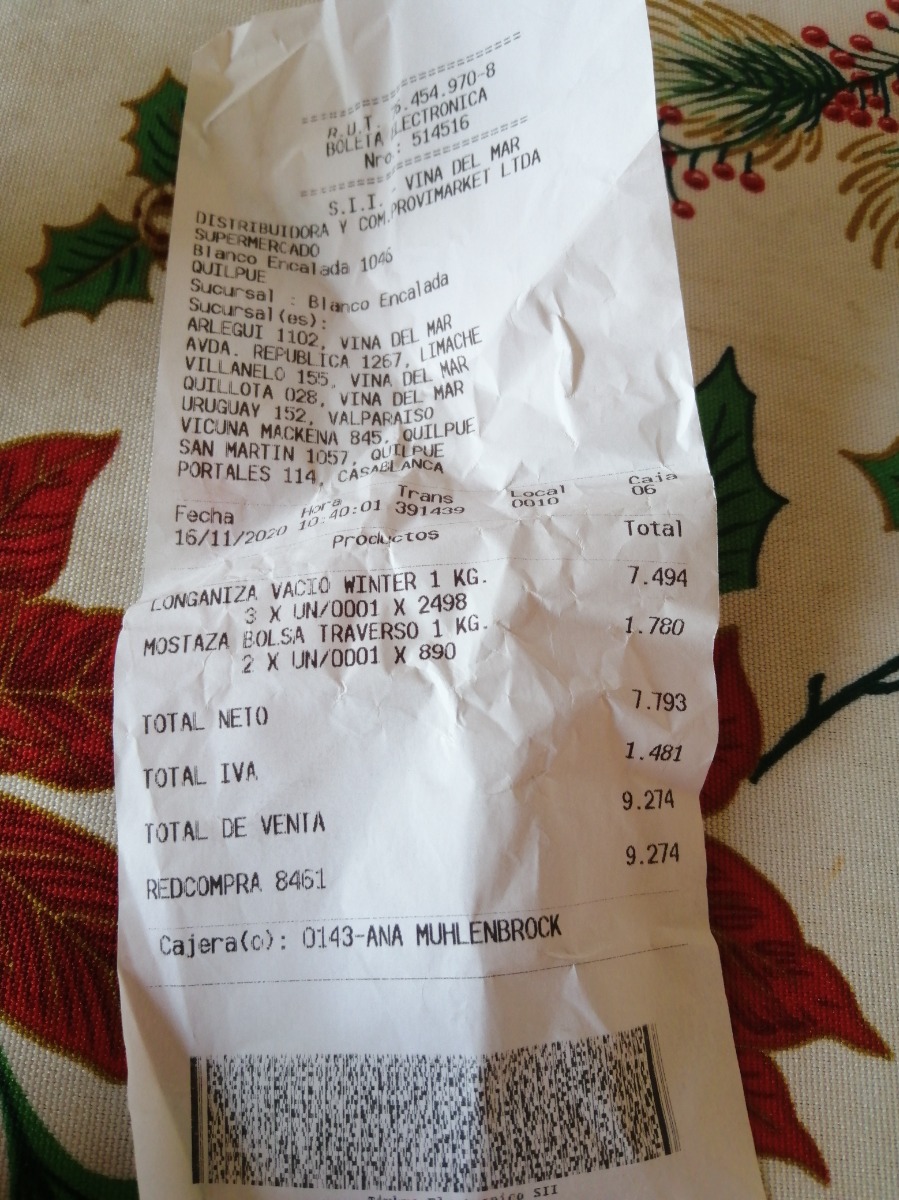 ================
R.U.T. .454.970-8
BOLETA ELECTRONICA
Nro.: 514516
================
S.I.I. , VINA DEL MAR
DISTRIBUIDORA Y COM.PROVIMARKET LTDA
SUPERMERCADO
Blanco Encalada 1046
QUILPUE
Sucursal : Blanco Encalada
Sucursal(es):
ARLEGUI 1102, VINA DEL MAR
AVDA. REPUBLICA 1267, LIMACHE
VILLANELO 155, VINA DEL MAR
QUILLOTA 028, VINA DEL MAR
URUGUAY 152, VALPARAISO
VICUNA MACKENA 845, QUILPUE
SAN MARTIN 1057, QUILPUE
PORTALES 114, CASABLANCA
Fecha Hora Trans Local Caja
16/11/2020 10:40:01 391439 0010 06
Productos Total
LONGANIZA VACIO WINTER 1 KG. 7.494
3 X UN/0001 X 2498
MOSTAZA BOLSA TRAVERSO 1 KG. 1.780
2 X UN/0001 X 890
TOTAL NETO 7.793
TOTAL IVA 1.481
TOTAL DE VENTA 9.274
REDCOMPRA 8461 9.274
Cajera(o): 0143-ANA MUHLENBROCK
SII